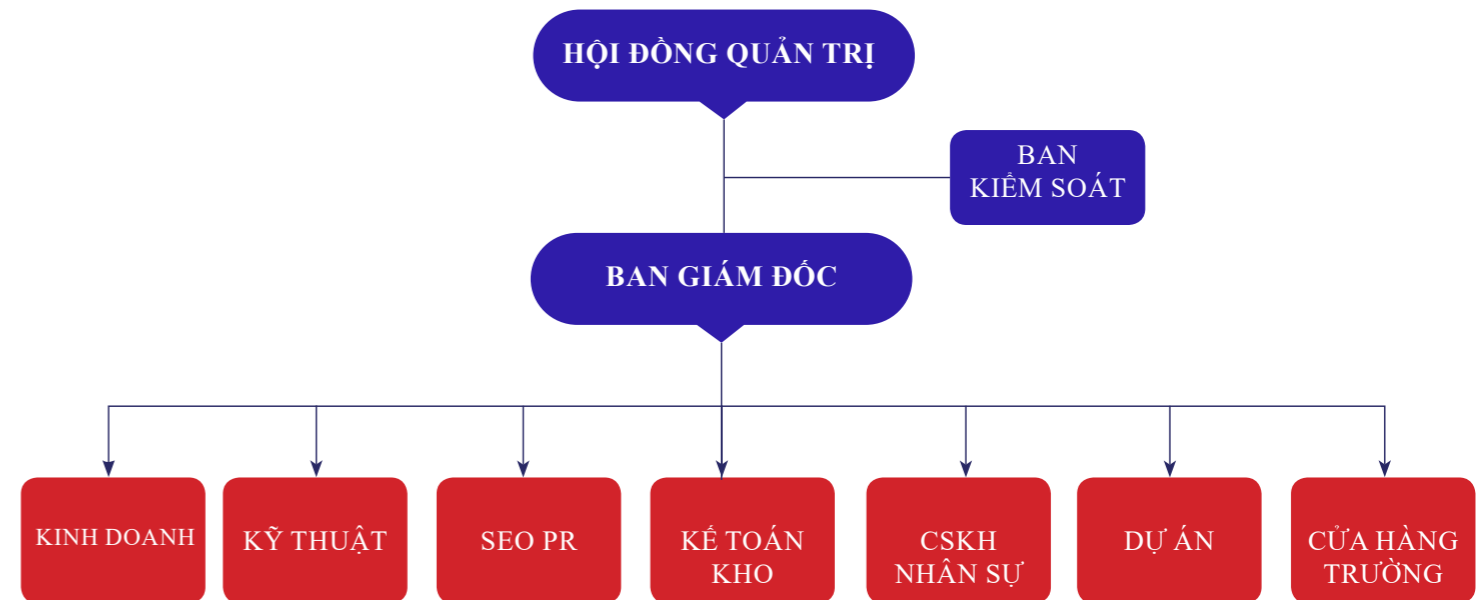 HỘI ĐỒNG QUẢN TRỊ
BAN
KIỂM SOÁT
BAN GIÁM ĐỐC
KINH DOANH
KỸ THUẬT
SEO PR
KẾ TOÁN
KHO
CSKH
NHÂN SỰ
DỰ ÁN
CỬA HÀNG
TRƯỜNG